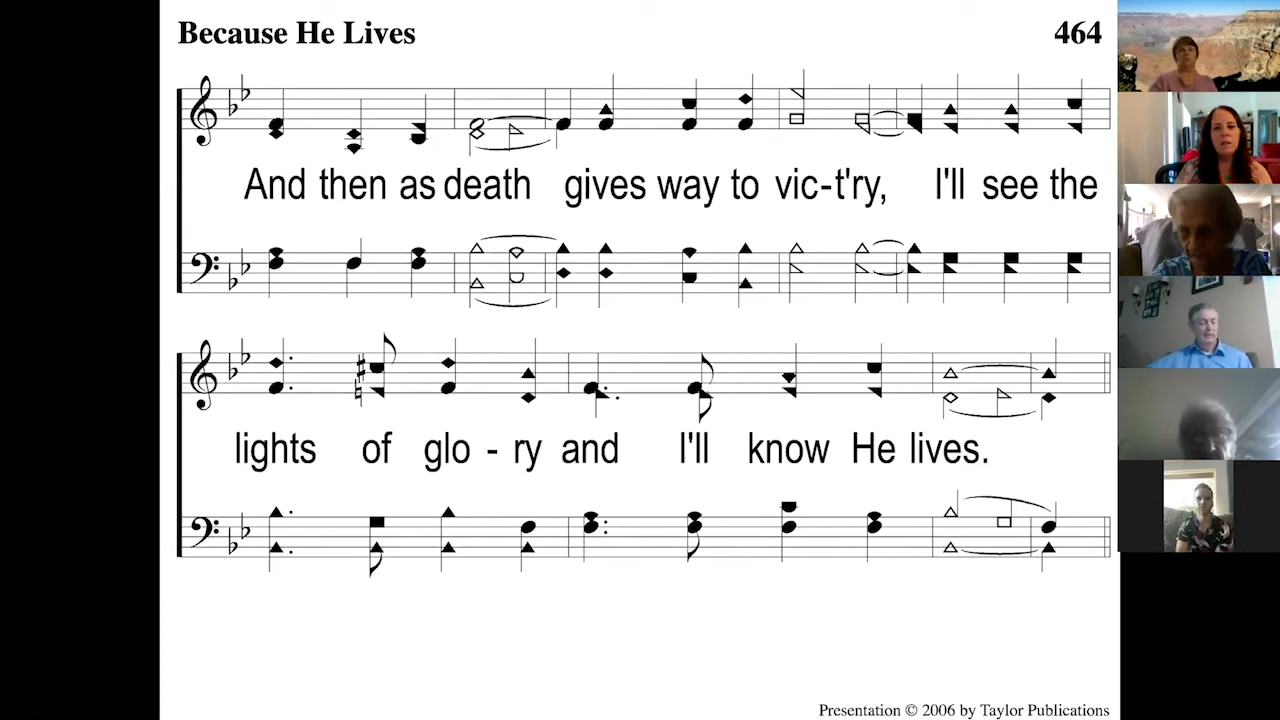 Because He Lives 464
And then as death gives way to vic-t'ry, I'll see the
lights of glo - ry and I'll know He lives.
Presentation © 2006 by Taylor Publications